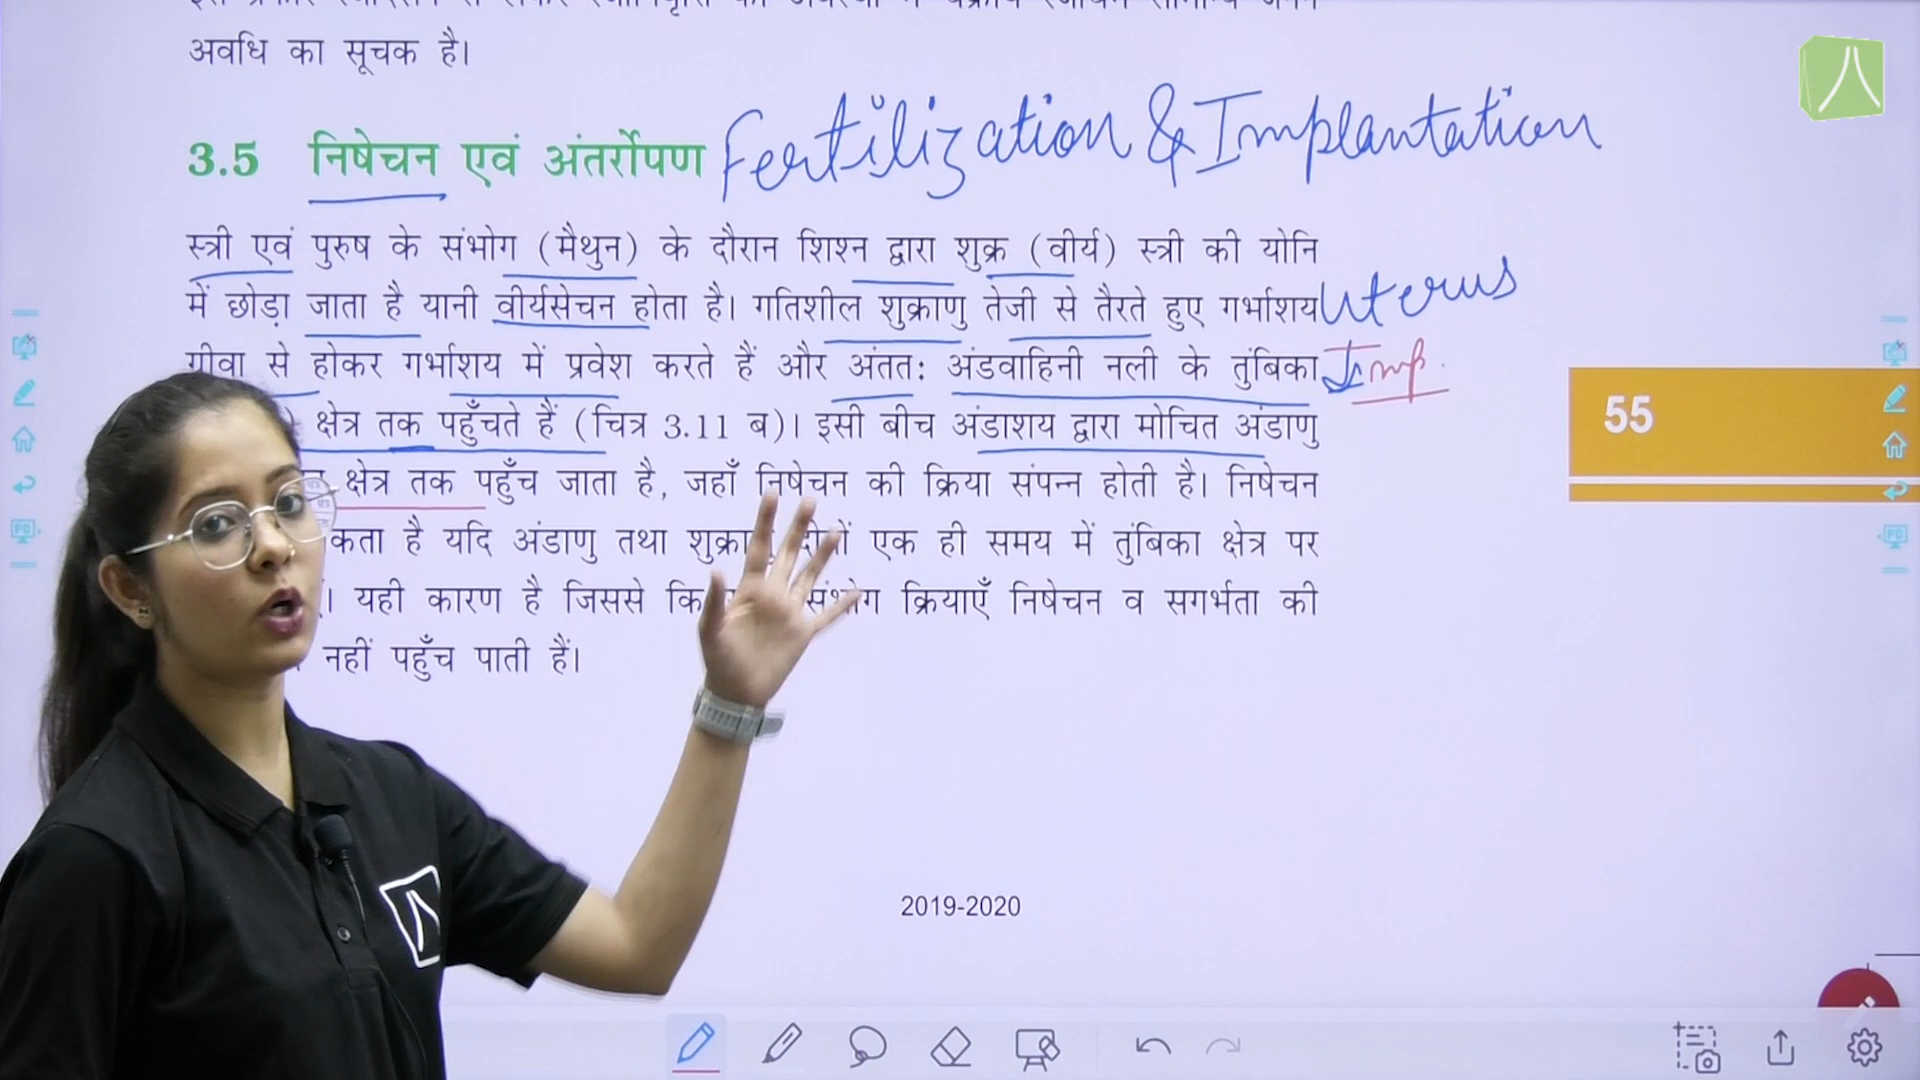 अवधि का सूचक है।
3.5 निषेचन एवं अंतर्रोपण Fertilization & Implantation
स्त्री एवं पुरुष के संभोग (मैथुन) के दौरान शिश्न द्वारा शुक्र (वीर्य) स्त्री की योनि
में छोड़ा जाता है यानी वीर्यसेचन होता है। गतिशील शुक्राणु तेजी से तैरते हुए गर्भाशय Uterus
ग्रीवा से होकर गर्भाशय में प्रवेश करते हैं और अंततः अंडवाहिनी नली के तुंबिका Imp.
क्षेत्र तक पहुँचते हैं (चित्र 3.11 ब)। इसी बीच अंडाशय द्वारा मोचित अंडाणु
क्षेत्र तक पहुँच जाता है, जहाँ निषेचन की क्रिया संपन्न होती है। निषेचन
कता है यदि अंडाणु तथा शुक्राणु दोनों एक ही समय में तुंबिका क्षेत्र पर
। यही कारण है जिससे कि संभोग क्रियाएँ निषेचन व सगर्भता की
नहीं पहुँच पाती हैं।
55
2019-2020